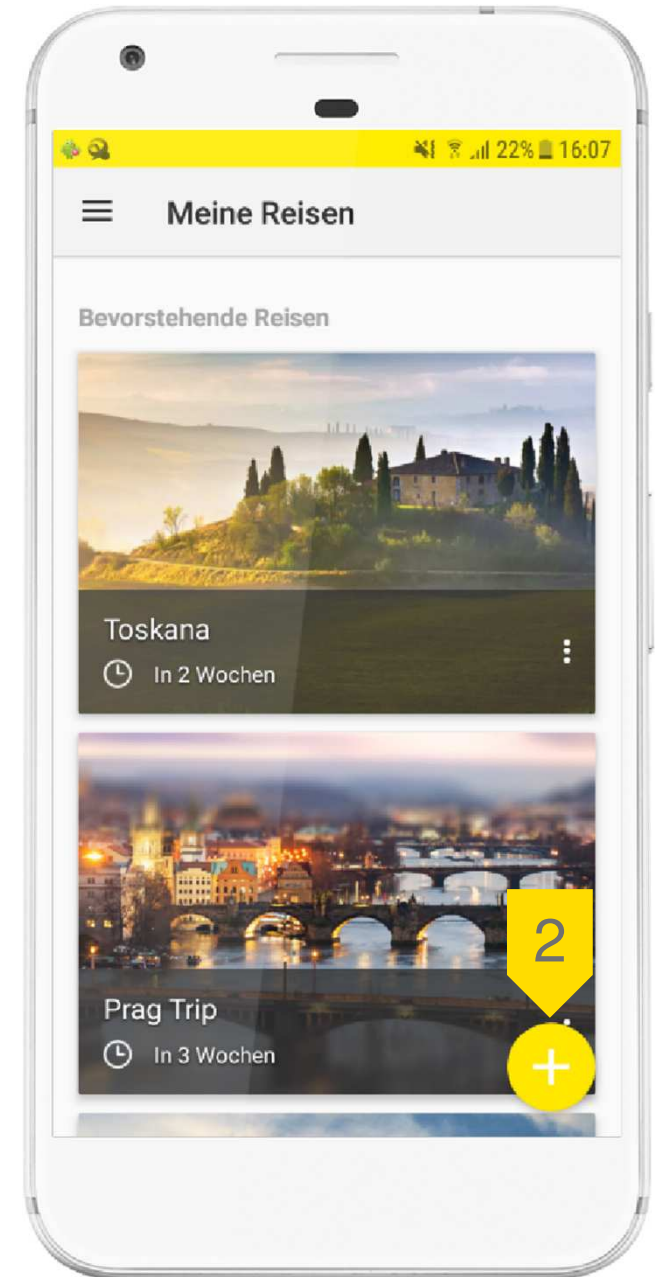 22% 16:07
Meine Reisen
Bevorstehende Reisen
Toskana
In 2 Wochen
2
Prag Trip
In 3 Wochen